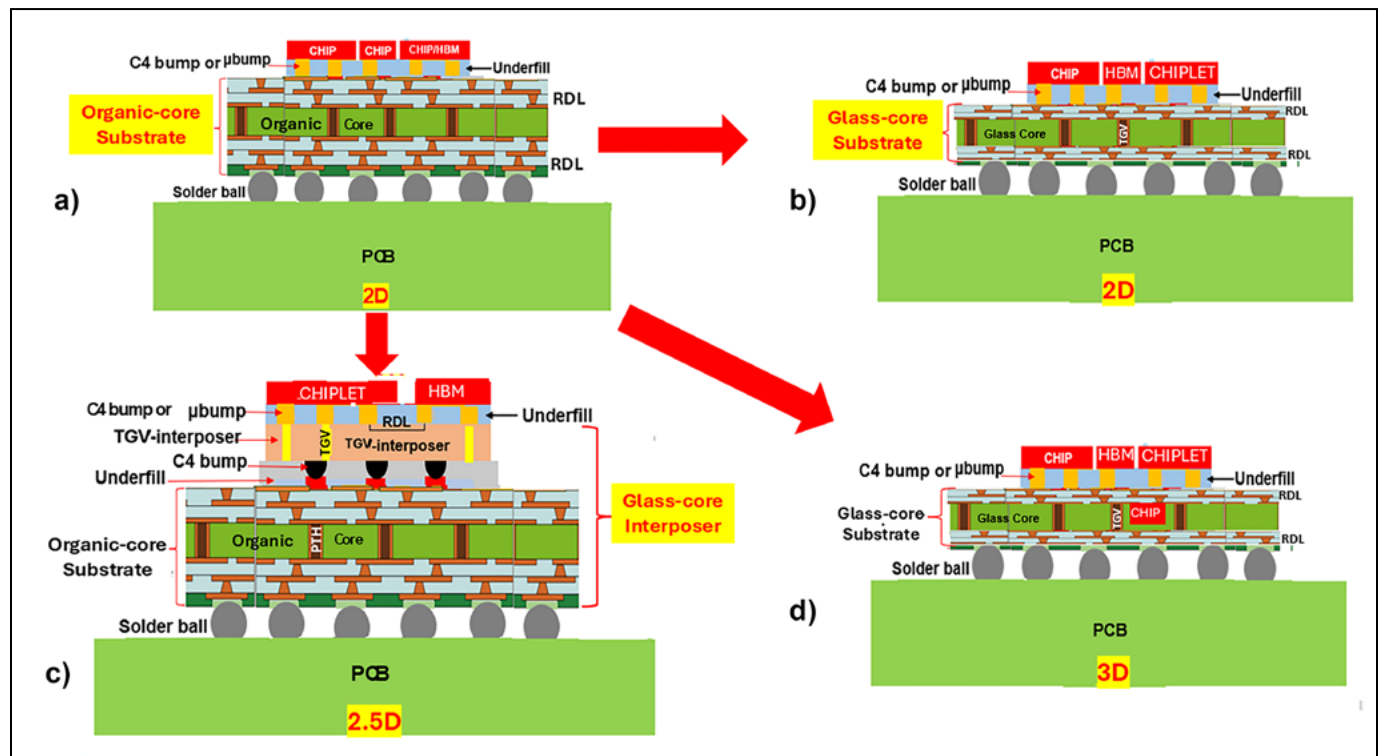 CHIP
CHIP
CHIP/HBM
C4 bump or μbump
Underfill
Organic-core
Substrate
RDL
Organic Core
RDL
Solder ball
a)
PCB
2D
CHIP
HBM
CHIPLET
C4 bump or μbump
Underfill
Glass-core
Substrate
RDL
Glass Core
TGV
RDL
Solder ball
b)
PCB
2D
CHIPLET
HBM
C4 bump or μbump
Underfill
RDL
TGV-interposer
TGV
TGV-interposer
C4 bump
Underfill
Glass-core
Interposer
Organic-core
Substrate
Organic
PTH
Core
Solder ball
c)
PCB
2.5D
CHIP
HBM
CHIPLET
C4 bump or μbump
Underfill
RDL
Glass-core
Substrate
Glass Core
TGV
CHIP
RDL
Solder ball
d)
PCB
3D